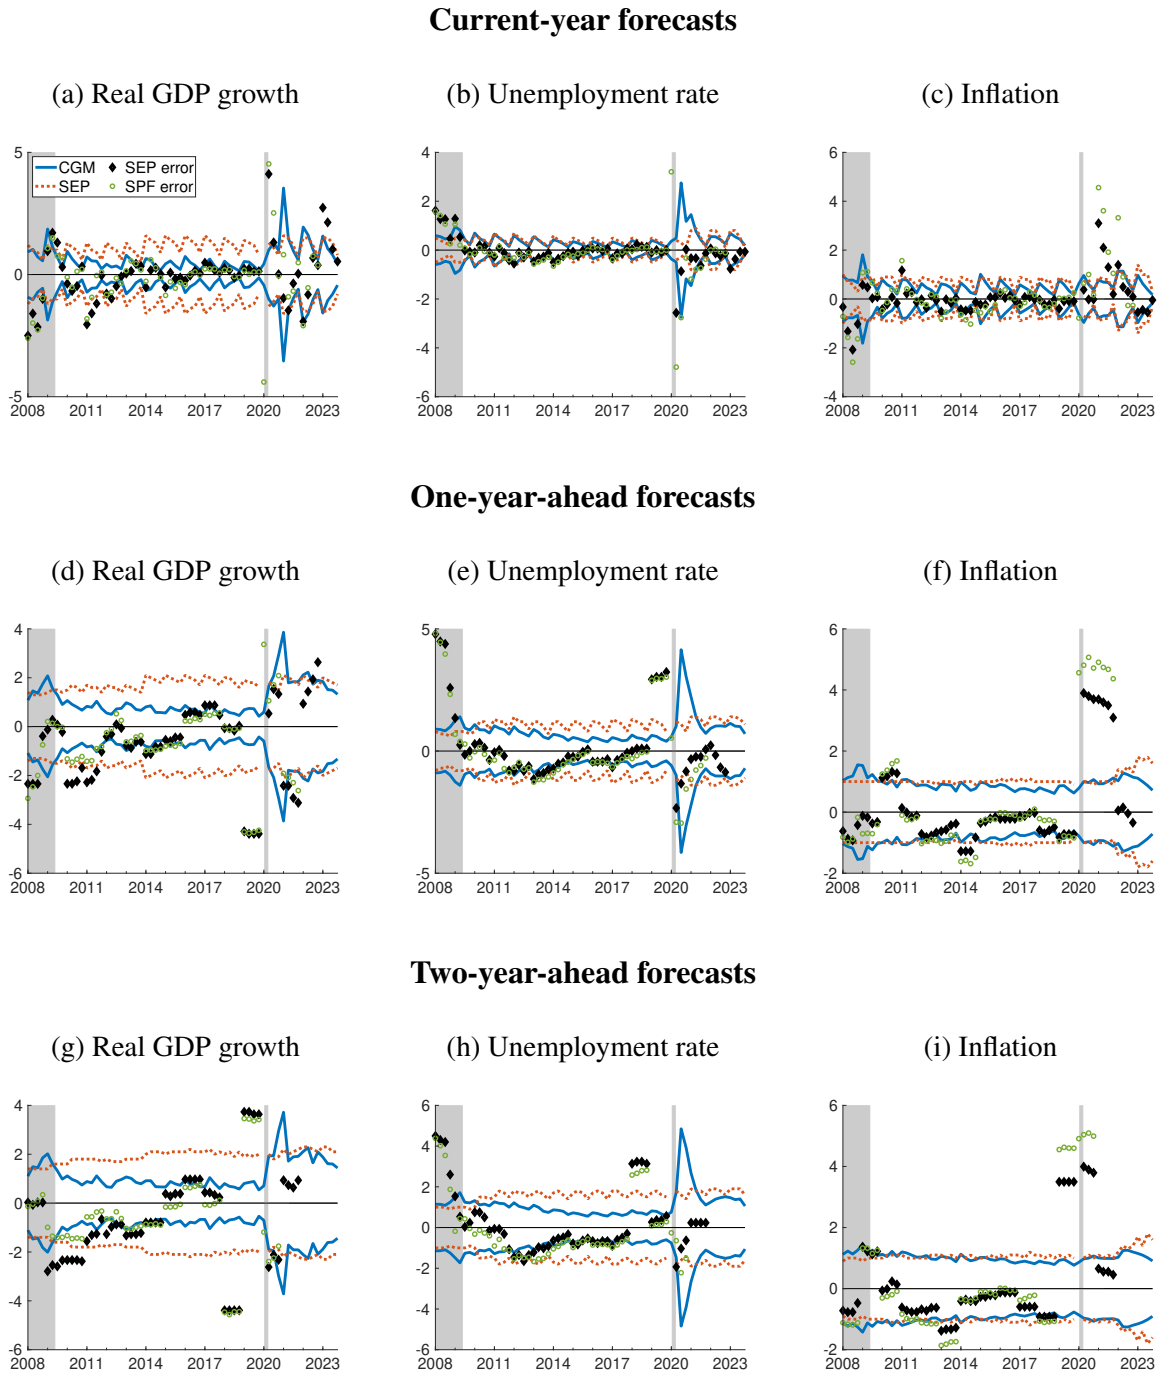 Current-year forecasts
(a) Real GDP growth
(b) Unemployment rate
(c) Inflation
5
0
-5
CGM
SEP
SEP error
SPF error
2008 2011 2014 2017 2020 2023
4
2
0
-2
-4
-6
2008 2011 2014 2017 2020 2023
6
4
2
0
-2
-4
2008 2011 2014 2017 2020 2023
One-year-ahead forecasts
(d) Real GDP growth
(e) Unemployment rate
(f) Inflation
4
2
0
-2
-4
-6
2008 2011 2014 2017 2020 2023
5
0
-5
2008 2011 2014 2017 2020 2023
6
4
2
0
-2
2008 2011 2014 2017 2020 2023
Two-year-ahead forecasts
(g) Real GDP growth
(h) Unemployment rate
(i) Inflation
4
2
0
-2
-4
-6
2008 2011 2014 2017 2020 2023
6
4
2
0
-2
-4
-6
2008 2011 2014 2017 2020 2023
6
4
2
0
-2
2008 2011 2014 2017 2020 2023